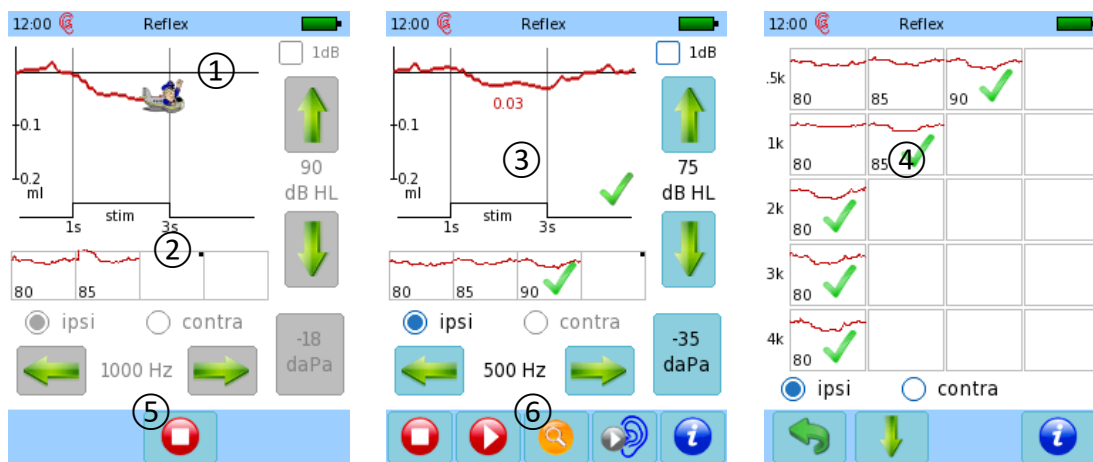 12:00 Reflex
1dB
①
0.1
90
dB HL
0.2
ml
stim
1s 3s
②
80 85
ipsi contra
-18
daPa
1000 Hz
⑤
12:00 Reflex
1dB
0.03
0.1
③
75
dB HL
0.2
ml
stim
1s 3s
80 85 90
ipsi contra
-35
daPa
500 Hz
⑥
i
12:00 Reflex
.5k
80 85 90
1k
80 85 ④
2k
80
3k
80
4k
80
ipsi contra
i